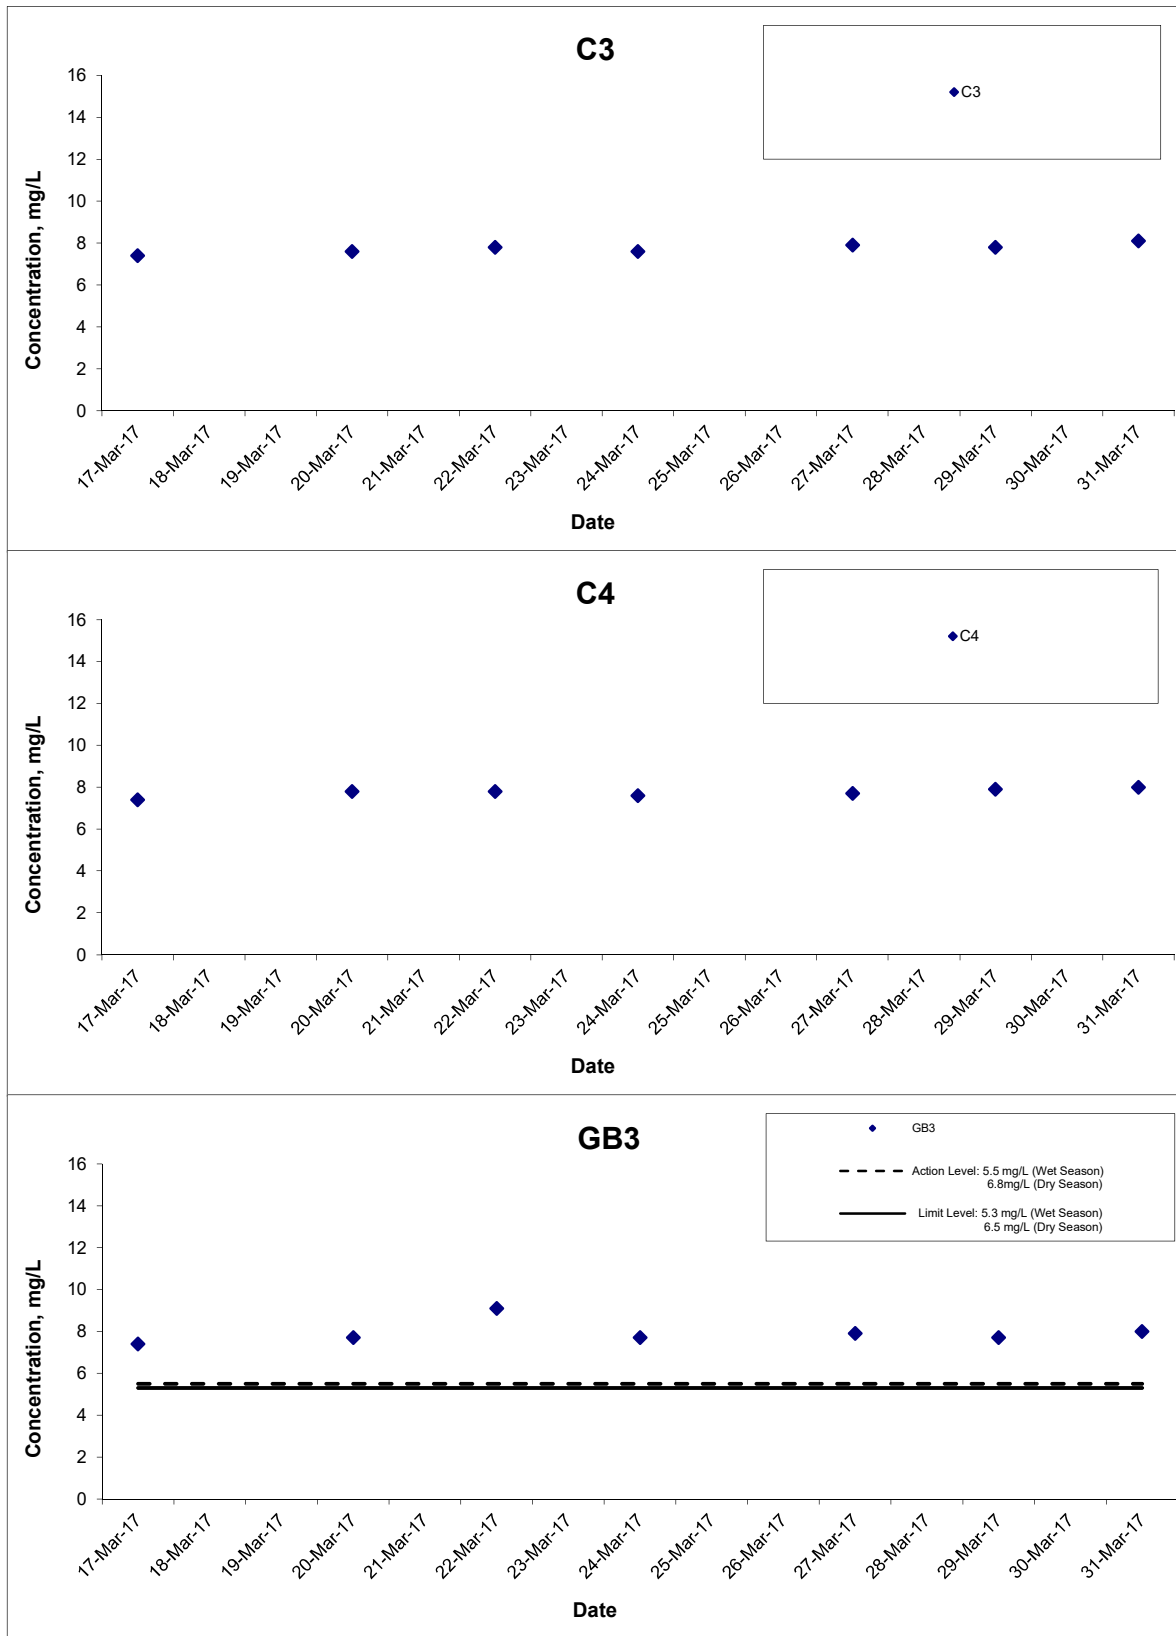 C3
C3
16
14
12
10
8
6
4
2
0
Concentration, mg/L
17-Mar-17
18-Mar-17
19-Mar-17
20-Mar-17
21-Mar-17
22-Mar-17
23-Mar-17
24-Mar-17
25-Mar-17
26-Mar-17
27-Mar-17
28-Mar-17
29-Mar-17
30-Mar-17
31-Mar-17
Date
C4
C4
16
14
12
10
8
6
4
2
0
Concentration, mg/L
17-Mar-17
18-Mar-17
19-Mar-17
20-Mar-17
21-Mar-17
22-Mar-17
23-Mar-17
24-Mar-17
25-Mar-17
26-Mar-17
27-Mar-17
28-Mar-17
29-Mar-17
30-Mar-17
31-Mar-17
Date
GB3
GB3
Action Level: 5.5 mg/L (Wet Season)
6.8mg/L (Dry Season)
Limit Level: 5.3 mg/L (Wet Season)
6.5 mg/L (Dry Season)
16
14
12
10
8
6
4
2
0
Concentration, mg/L
17-Mar-17
18-Mar-17
19-Mar-17
20-Mar-17
21-Mar-17
22-Mar-17
23-Mar-17
24-Mar-17
25-Mar-17
26-Mar-17
27-Mar-17
28-Mar-17
29-Mar-17
30-Mar-17
31-Mar-17
Date